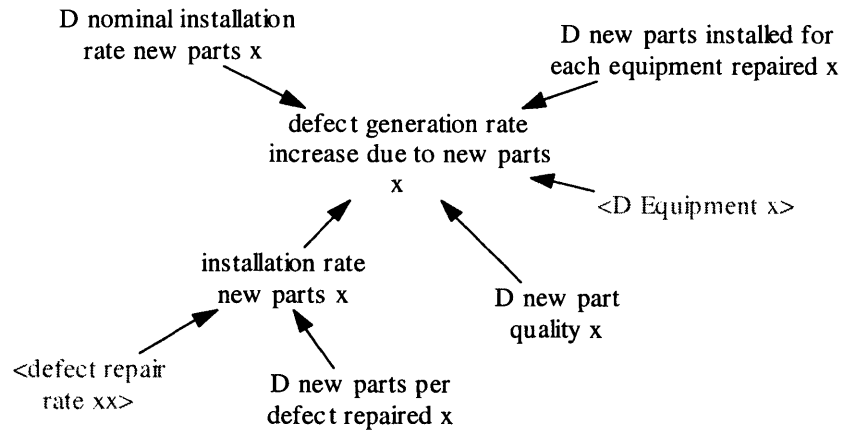 D nominal installation
rate new parts x
D new parts installed for
each equipment repaired x
defect generation rate
increase due to new parts
x
<D Equipment x>
installation rate
new parts x
D new part
quality x
<defect repair
rate xx>
D new parts per
defect repaired x